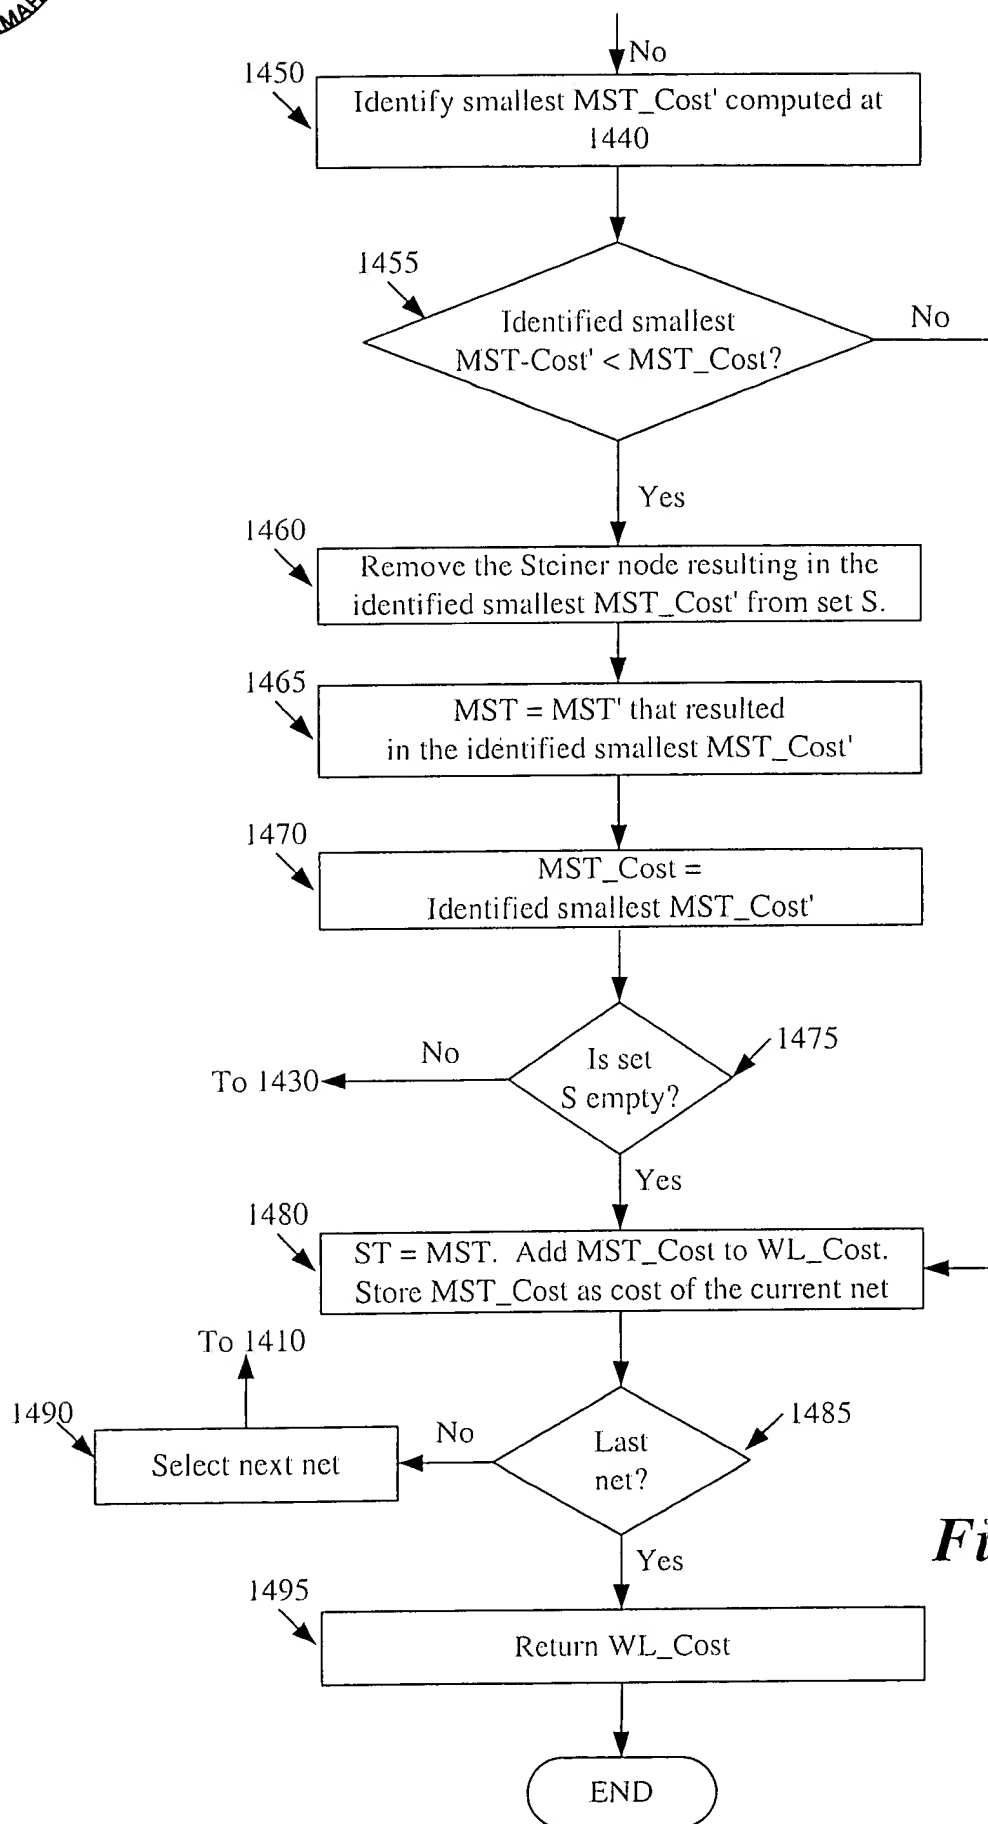 MAR
No
1450
Identify smallest MST_Cost' computed at
1440
1455
Identified smallest
MST-Cost' < MST_Cost?
No
Yes
1460
Remove the Steiner node resulting in the
identified smallest MST_Cost' from set S.
1465
MST = MST' that resulted
in the identified smallest MST_Cost'
1470
MST_Cost =
Identified smallest MST_Cost'
1475
Is set
S empty?
No
To 1430
Yes
1480
ST = MST. Add MST_Cost to WL_Cost.
Store MST_Cost as cost of the current net
To 1410
1490
Select next net
No
1485
Last
net?
Fi
Yes
1495
Return WL_Cost
END